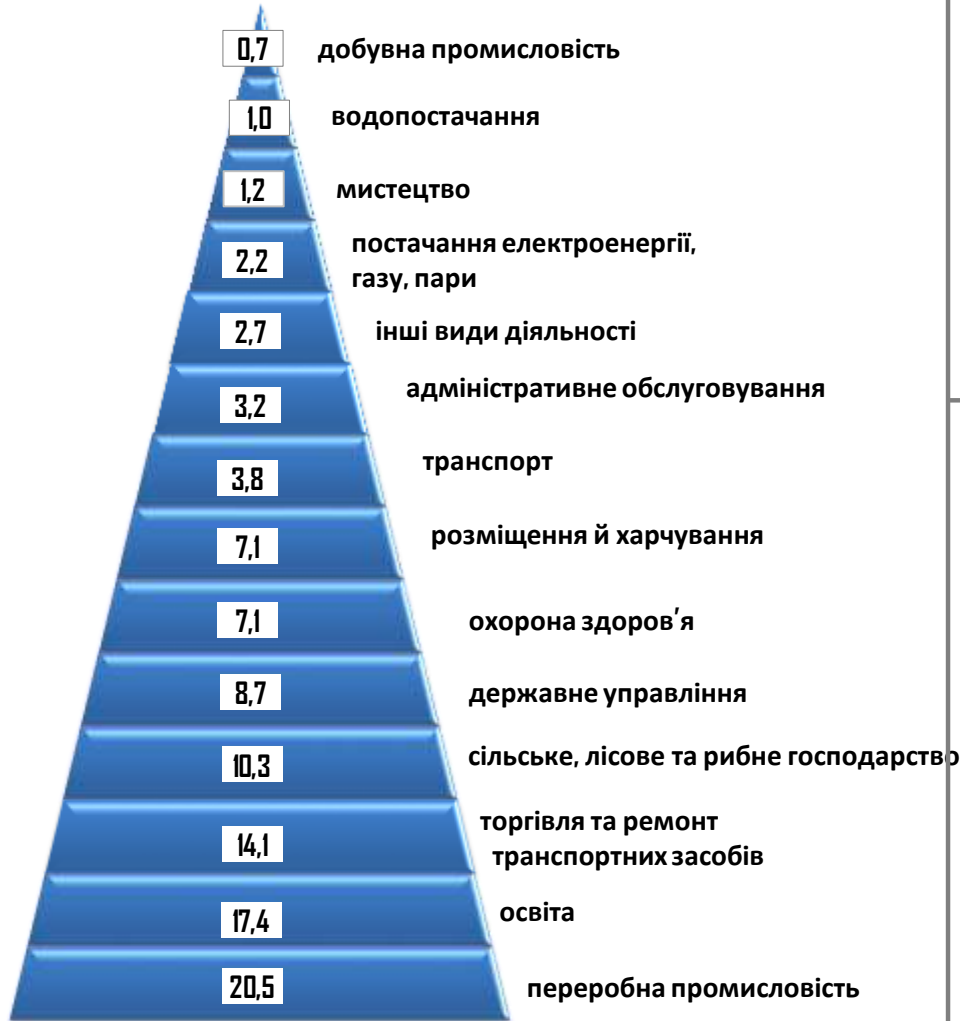 0,7 добувна промисловість
1,0 водопостачання
1,2 мистецтво
2,2 постачання електроенергії,
газу, пари
2,7 інші види діяльності
3,2 адміністративне обслуговування
3,8 транспорт
7,1 розміщення й харчування
7,1 охорона здоров'я
8,7 державне управління
10,3 сільське, лісове та рибне господарство
14,1 торгівля та ремонт
транспортних засобів
17,4 освіта
20,5 переробна промисловість